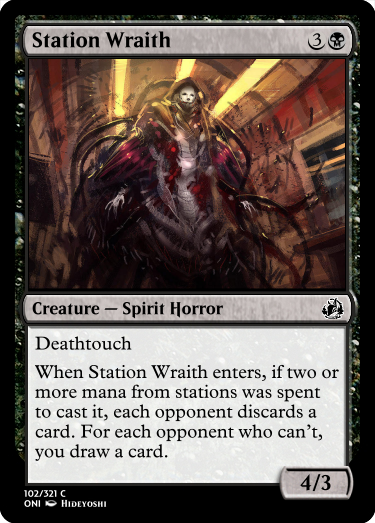 Station Wraith 3
Creature — Spirit Horror
Deathtouch
When Station Wraith enters, if two or
more mana from stations was spent
to cast it, each opponent discards a
card. For each opponent who can't,
you draw a card.
4/3
102/321 C
ONI Hideyoshi